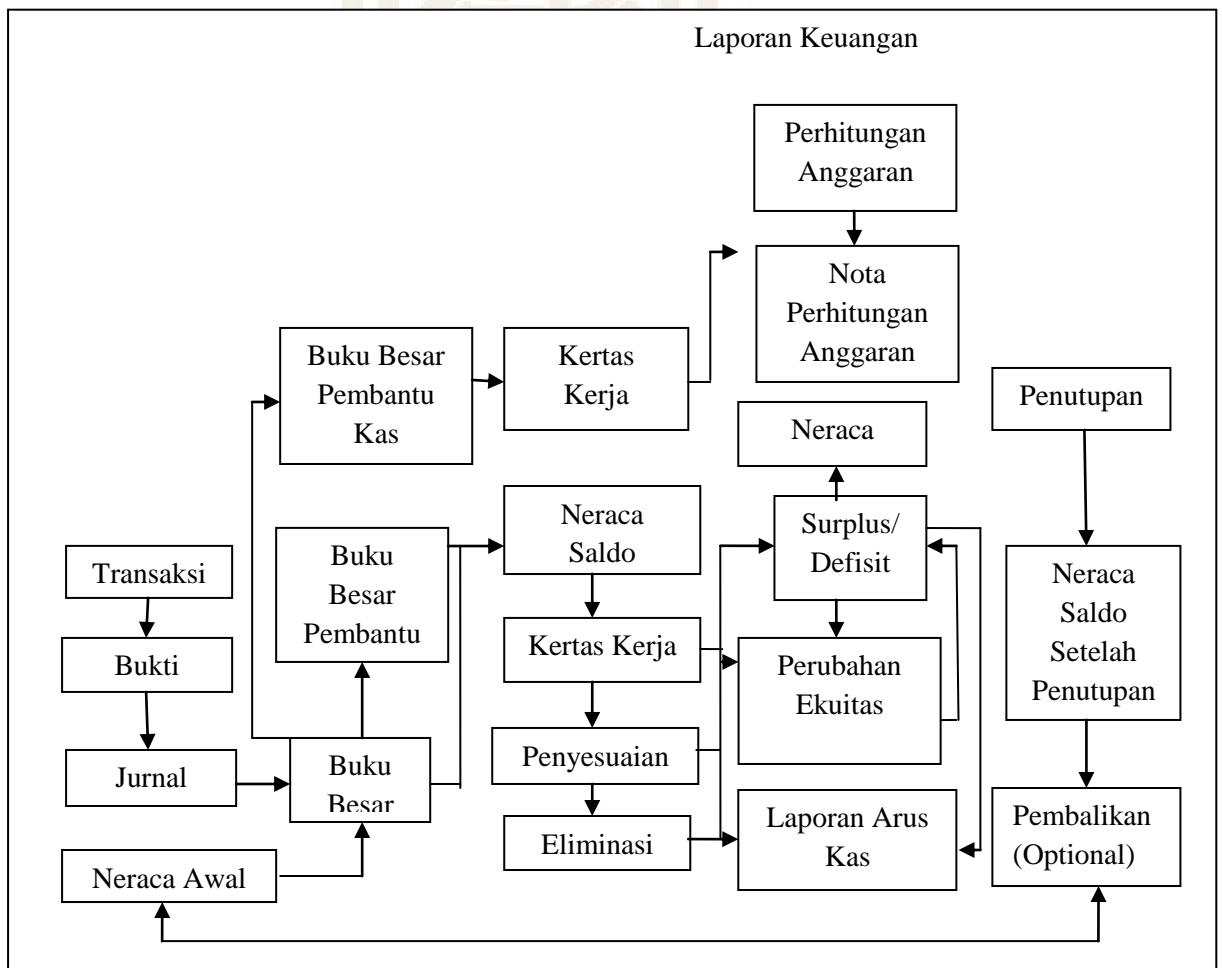 Laporan Keuangan
Perhitungan
Anggaran
Nota
Perhitungan
Anggaran
Buku Besar
Pembantu
Kas
Kertas
Kerja
Neraca
Penutupan
Transaksi
Bukti
Jurnal
Neraca Awal
Buku
Besar
Pembantu
Buku
Besar
Neraca
Saldo
Kertas Kerja
Penyesuaian
Eliminasi
Surplus/
Defisit
Perubahan
Ekuitas
Laporan Arus
Kas
Neraca
Saldo
Setelah
Penutupan
Pembalikan
(Optional)